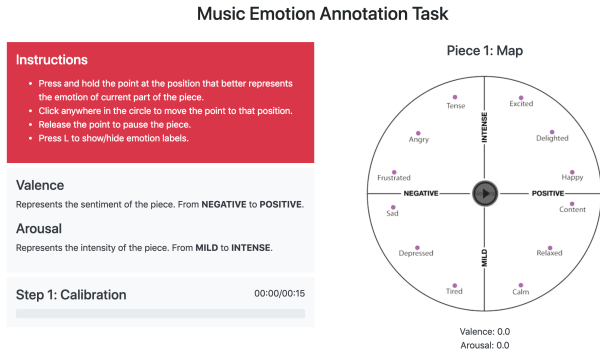 Music Emotion Annotation Task
Instructions
Press and hold the point at the position that better represents
the emotion of current part of the piece.
Click anywhere in the circle to move the point to that position.
Release the point to pause the piece.
Press L to show/hide emotion labels.
Valence
Represents the sentiment of the piece. From NEGATIVE to POSITIVE.
Arousal
Represents the intensity of the piece. From MILD to INTENSE.
Step 1: Calibration 00:00/00:15
Piece 1: Map
Tense
Excited
INTENSE
Angry
Delighted
Frustrated
Happy
NEGATIVE
POSITIVE
Sad
Content
Depressed
Relaxed
MILD
Tired
Calm
Valence: 0.0
Arousal: 0.0